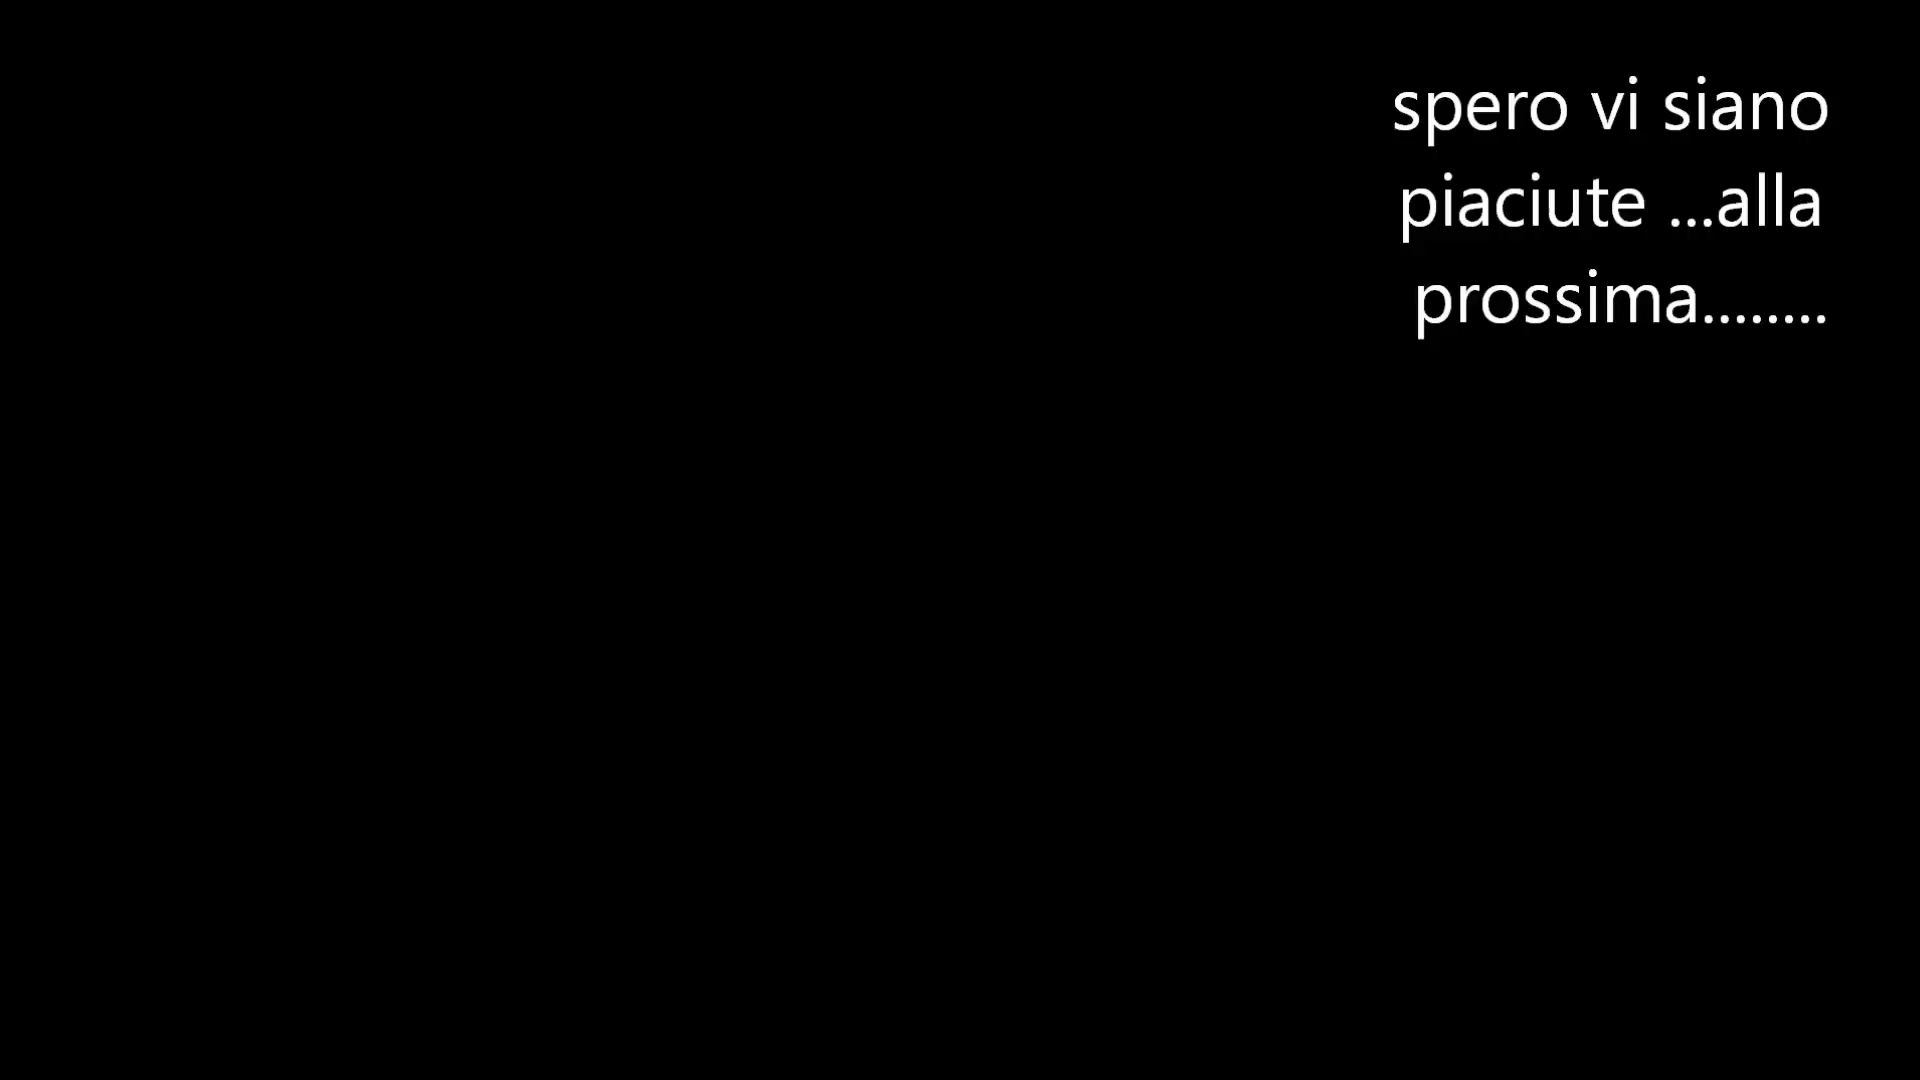 spero vi siano
piaciute ...alla
prossima........